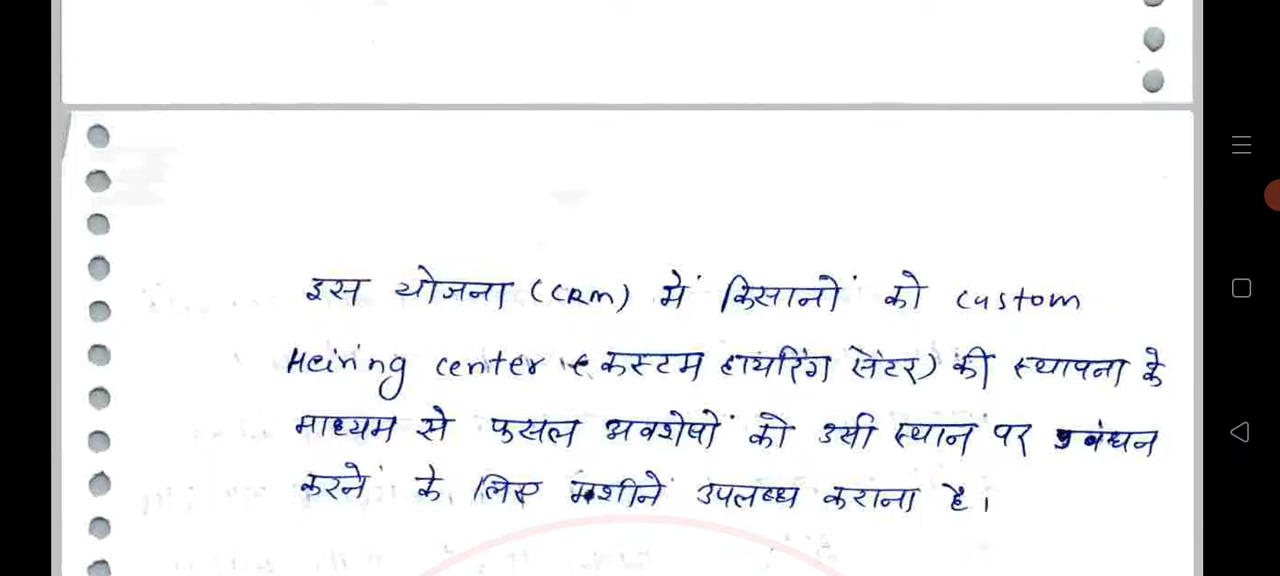 इस योजना (CRM) में किसानों को Custom
Heiring center (कस्टम हायरिंग सेंटर) की स्थापना के
माध्यम से फसल अवशेषों को उसी स्थान पर प्रबंधन
करने के लिए मशीने उपलब्ध कराना है।